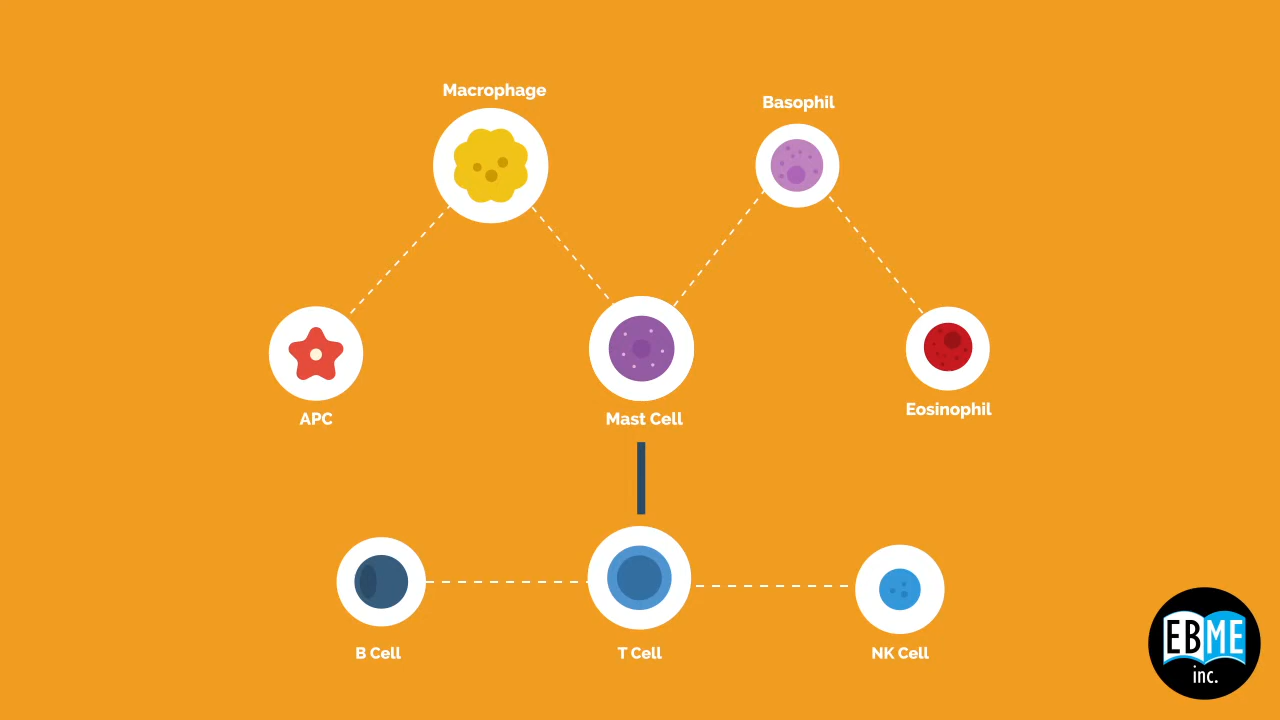 Macrophage
Basophil
APC
Mast Cell
Eosinophil
B Cell
T Cell
NK Cell
EBME
inc.